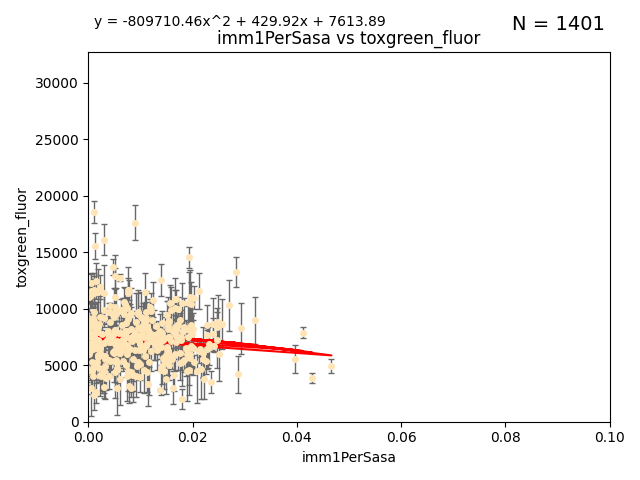 y = -809710.46x^2 + 429.92x + 7613.89
N = 1401
imm1PerSasa vs toxgreen_fluor
30000
25000
20000
15000
10000
5000
0
toxgreen_fluor
0.00 0.02 0.04 0.06 0.08 0.10
imm1PerSasa